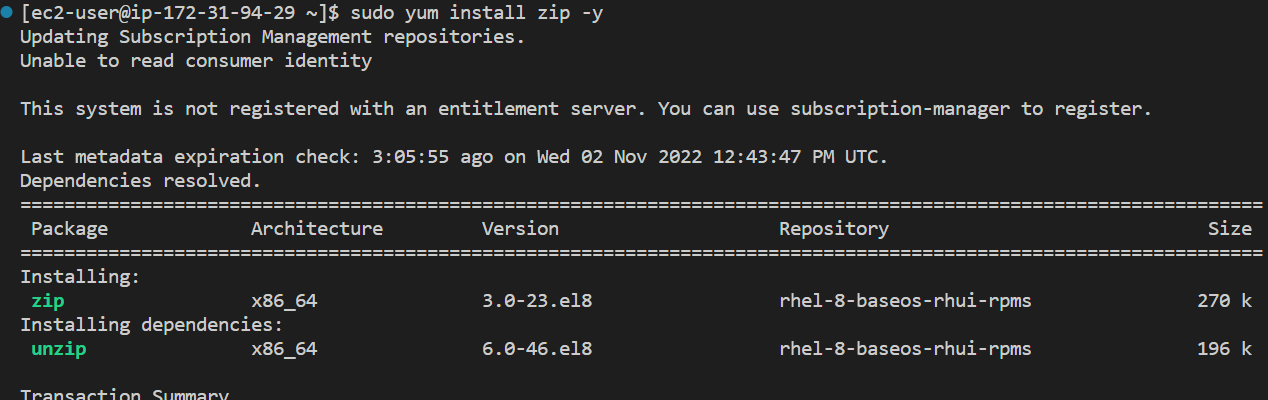 [ec2-user@ip-172-31-94-29 ~]$ sudo yum install zip -y
Updating Subscription Management repositories.
Unable to read consumer identity
This system is not registered with an entitlement server. You can use subscription-manager to register.
Last metadata expiration check: 3:05:55 ago on Wed 02 Nov 2022 12:43:47 PM UTC.
Dependencies resolved.
=================================================================================================================
Package Architecture Version Repository Size
=================================================================================================================
Installing:
zip x86_64 3.0-23.el8 rhel-8-baseos-rhui-rpms 270 k
Installing dependencies:
unzip x86_64 6.0-46.el8 rhel-8-baseos-rhui-rpms 196 k
Transaction Summary